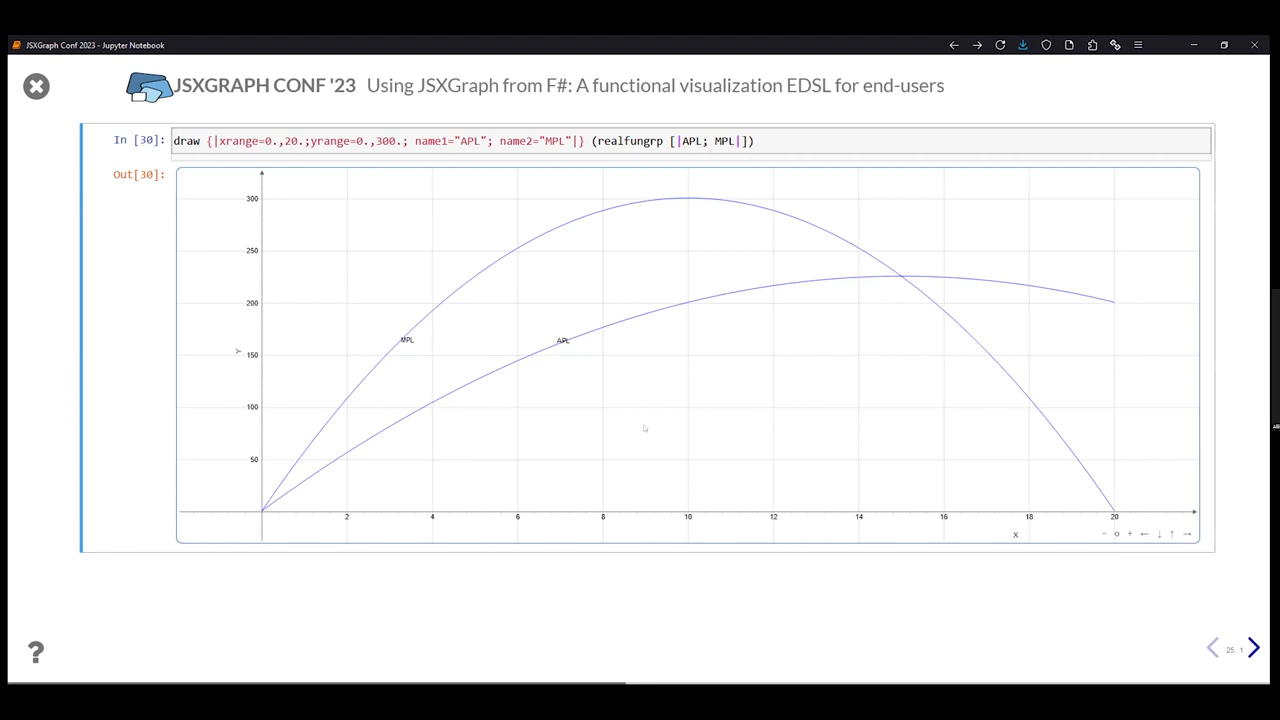 JSXGraph Conf 2023 - Jupyter Notebook
JSXGRAPH CONF '23 Using JSXGraph from F#: A functional visualization EDSL for end-users
In [30]: draw {|xrange=0.,20.;yrange=0.,300.; name1="APL"; name2="MPL"|} (realfungrp [|APL; MPL|])
Out[30]:
300
250
200
MPL
APL
Y
150
100
50
2 4 6 8 10 12 14 16 18 20
X
- o + ← ↓ ↑ →
?
25.1